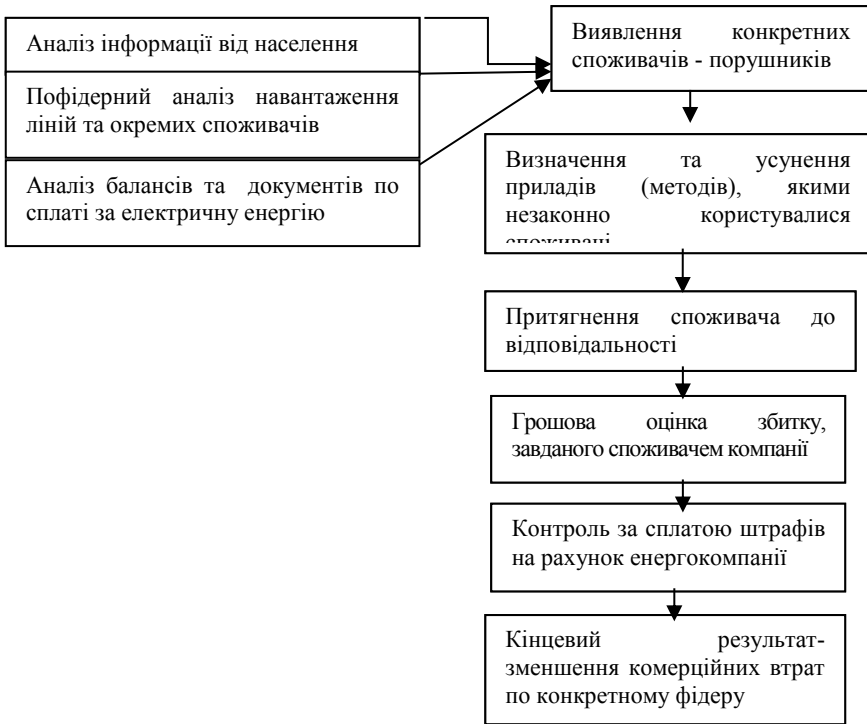 Аналіз інформації від населення
Пофідерний аналіз навантаження
ліній та окремих споживачів
Аналіз балансів та документів по
сплаті за електричну енергію
Виявлення конкретних
споживачів - порушників
Визначення та усунення
приладів (методів), якими
незаконно користувалися
споживачі
Притягнення споживача до
відповідальності
Грошова оцінка збитку,
завданого споживачем компанії
Контроль за сплатою штрафів
на рахунок енергокомпанії
Кінцевий результат-
зменшення комерційних втрат
по конкретному фідеру